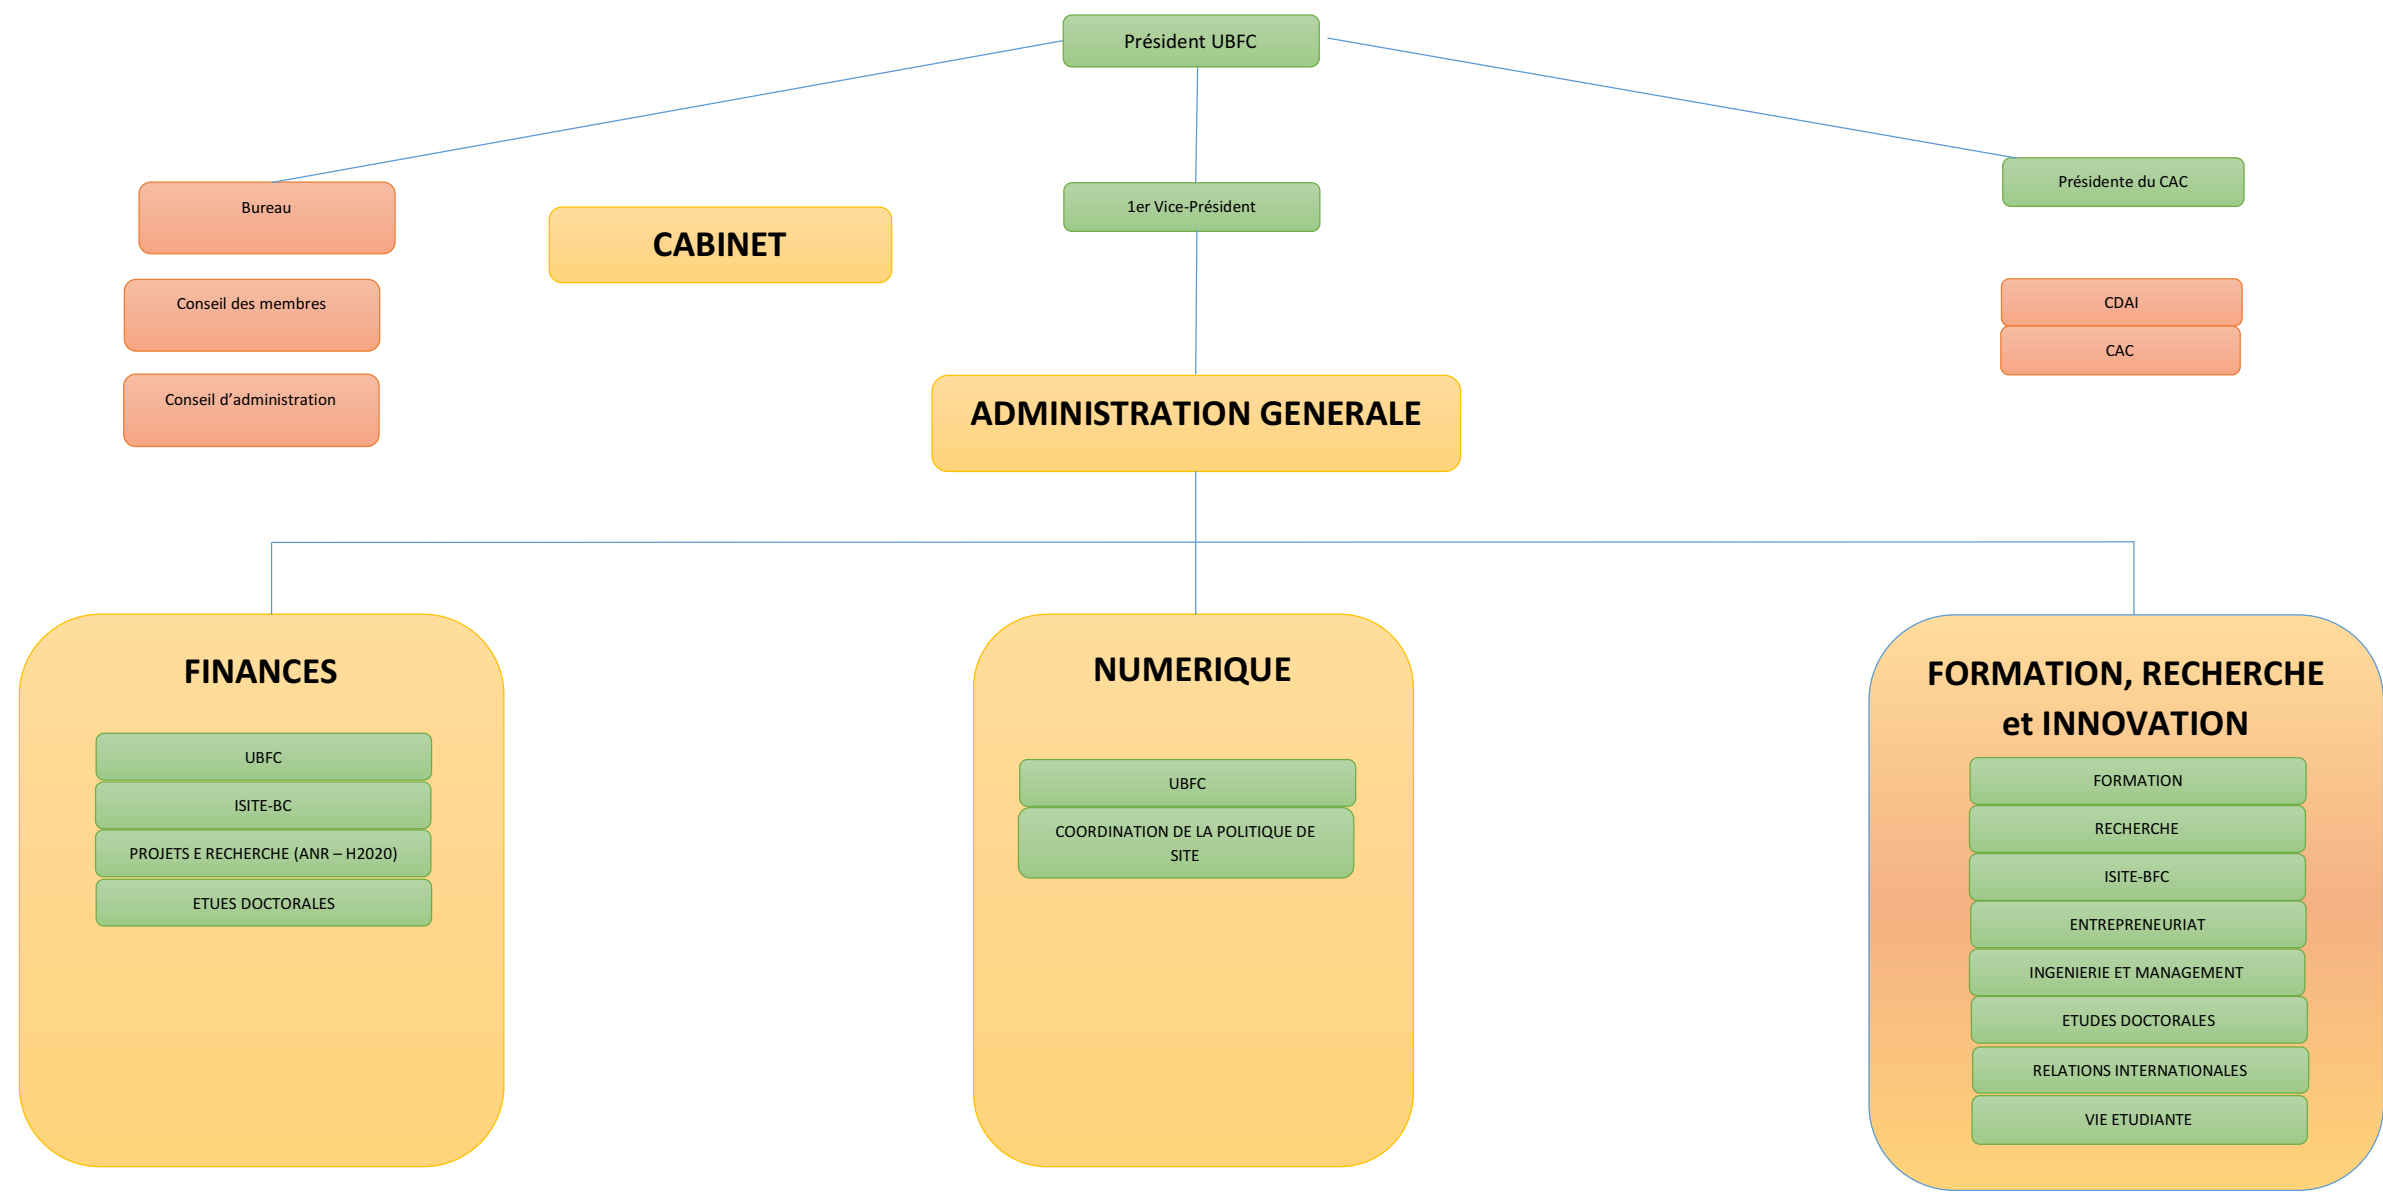 Président UBFC
Bureau
Conseil des membres
Conseil d’administration
CABINET
1er Vice-Président
Présidente du CAC
CDAI
CAC
ADMINISTRATION GENERALE
FINANCES
UBFC
ISITE-BC
PROJETS E RECHERCHE (ANR – H2020)
ETUES DOCTORALES
NUMERIQUE
UBFC
COORDINATION DE LA POLITIQUE DE
SITE
FORMATION, RECHERCHE
et INNOVATION
FORMATION
RECHERCHE
ISITE-BFC
ENTREPRENEURIAT
INGENIERIE ET MANAGEMENT
ETUDES DOCTORALES
RELATIONS INTERNATIONALES
VIE ETUDIANTE